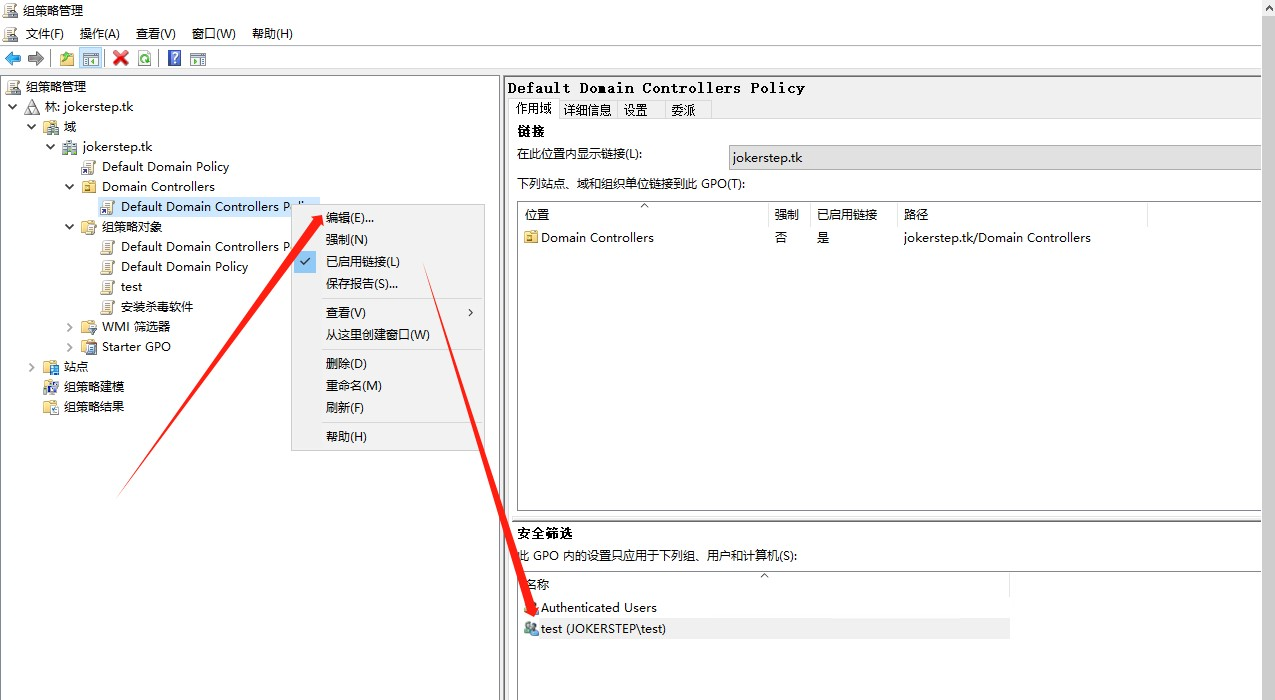 组策略管理
文件(F) 操作(A) 查看(V) 窗口(W) 帮助(H)
组策略管理
林: jokerstep.tk
域
jokerstep.tk
Default Domain Policy
Domain Controllers
Default Domain Controllers
组策略对象
Default Domain Controllers P
Default Domain Policy
test
安装杀毒软件
WMI 筛选器
Starter GPO
站点
组策略建模
组策略结果
编辑(E)...
强制(N)
已启用链接(L)
保存报告(S)...
查看(V)
从这里创建窗口(W)
删除(D)
重命名(M)
刷新(F)
帮助(H)
Default Domain Controllers Policy
作用域 详细信息 设置 委派
链接
在此位置内显示链接(L): jokerstep.tk
下列站点、域和组织单位链接到此 GPO(T):
位置 强制 已启用链接 路径
Domain Controllers 否 是 jokerstep.tk/Domain Controllers
安全筛选
此 GPO 内的设置只应用于下列组、用户和计算机(S):
名称
Authenticated Users
test (JOKERSTEP\test)